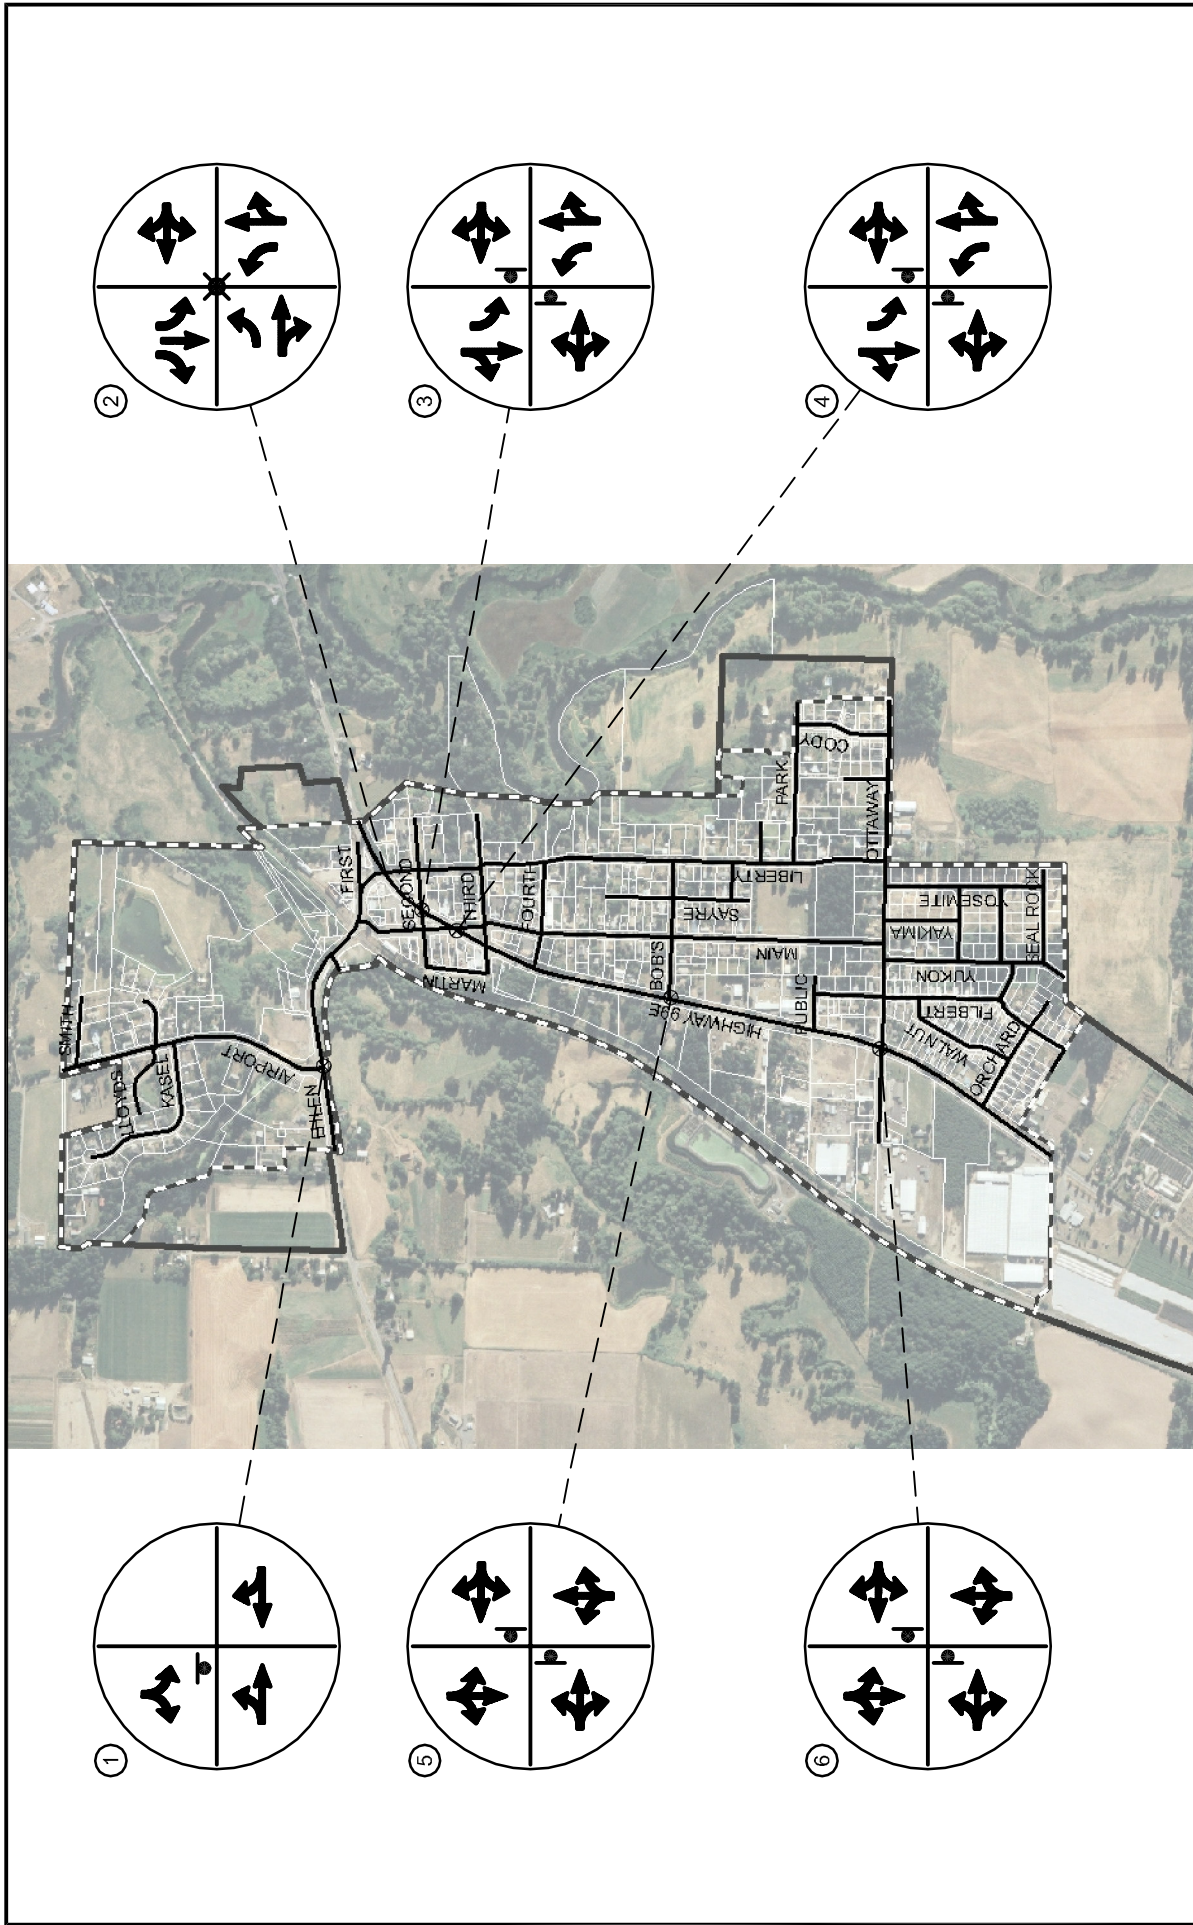 2
3
4
SMITH
LLOYDS
KASEL
AIRPORT
EHLEN
FIRST
SECOND
THIRD
FOURTH
MARTIN
BOB'S
HIGHWAY 99E
SAYRE
LIBERTY
MAIN
PUBLIC
PARK
CODY
OTTAWAY
YOSEMITE
YAKIMA
SEAL ROCK
YUKON
FILBERT
WALNUT
ORCHARD
1
5
6